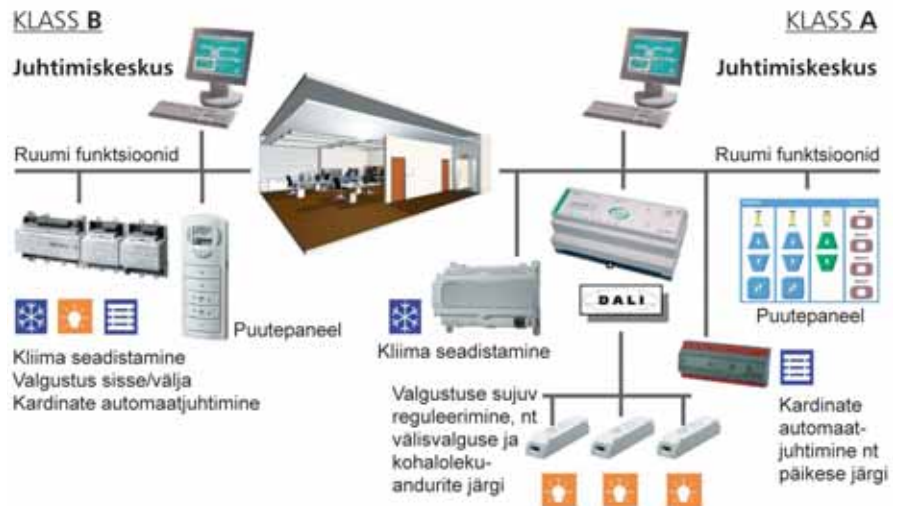 KLASS B
Juhtimiskeskus
Ruumi funktsioonid
Puutepaneel
Kliima seadistamine
Valgustus sisse/välja
Kardinate automaatjuhtimine
KLASS A
Juhtimiskeskus
Ruumi funktsioonid
Puutepaneel
DALI
Kliima seadistamine
Valgustuse sujuv
reguleerimine, nt
välisvalguse ja
kohaloleku-
andurite järgi
Kardinate
automaat-
juhtimine nt
päikese järgi